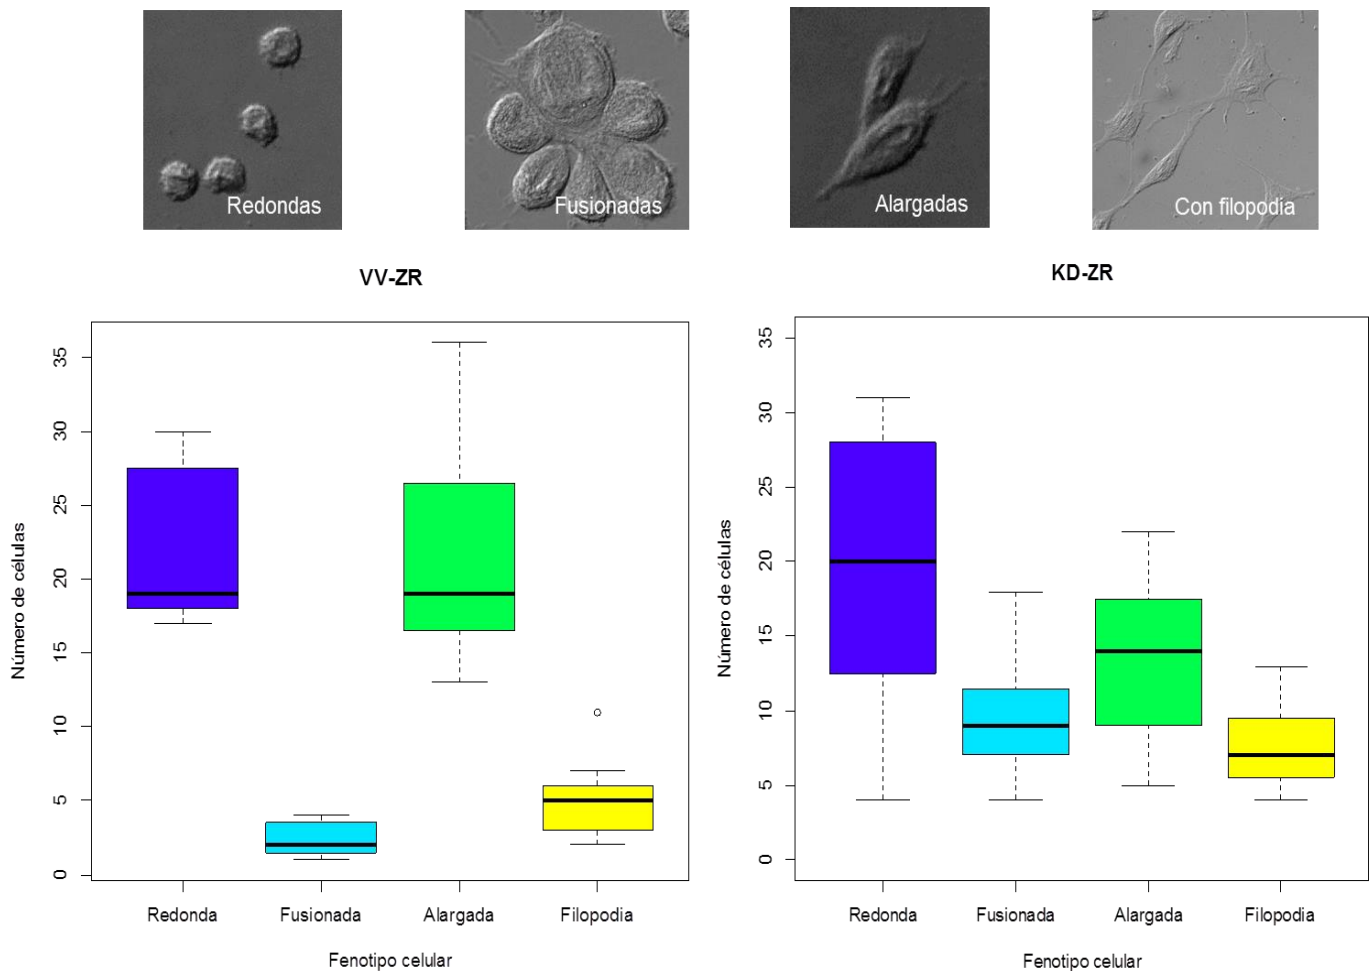 Redondas
Fusionadas
Alargadas
Con filopodia
VV-ZR
35
30
25
20
15
10
5
0
Número de células
Redonda
Fusionada
Alargada
Filopodia
Fenotipo celular
KD-ZR
35
30
25
20
15
10
5
0
Número de células
Redonda
Fusionada
Alargada
Filopodia
Fenotipo celular